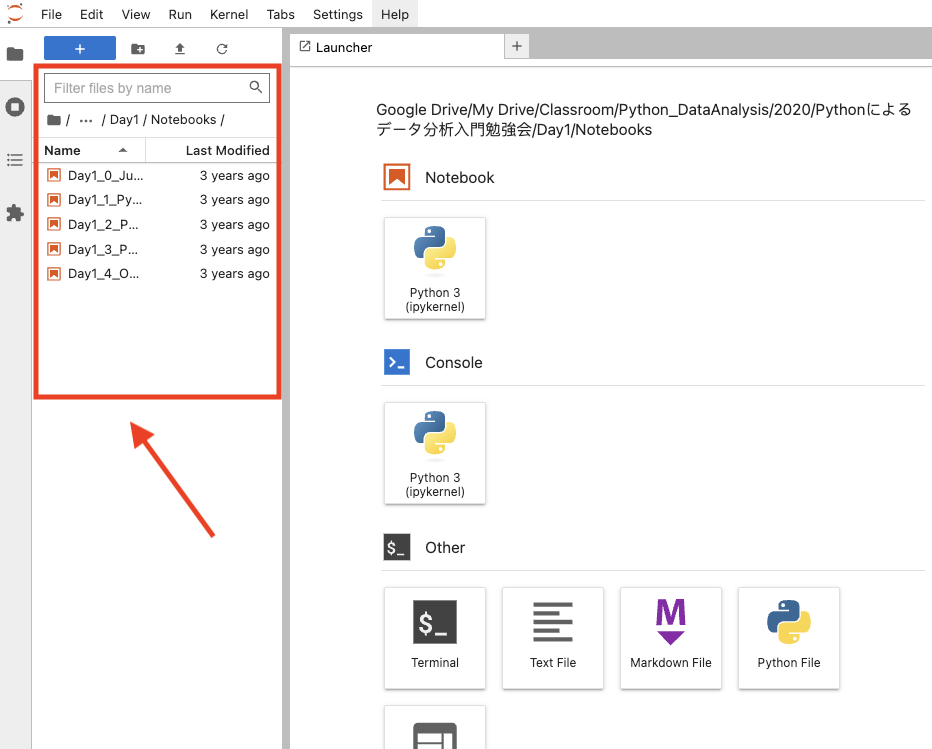 File Edit View Run Kernel Tabs Settings Help
+
Launcher
+
Filter files by name
/ ··· / Day1 / Notebooks /
Name Last Modified
Day1_0_Ju... 3 years ago
Day1_1_Py... 3 years ago
Day1_2_P... 3 years ago
Day1_3_P... 3 years ago
Day1_4_O... 3 years ago
Google Drive/My Drive/Classroom/Python_DataAnalysis/2020/Pythonによる
データ分析入門勉強会/Day1/Notebooks
Notebook
Python 3
(ipykernel)
>_
Console
Python 3
(ipykernel)
$_
Other
$_
Terminal
Text File
M
Markdown File
Python File